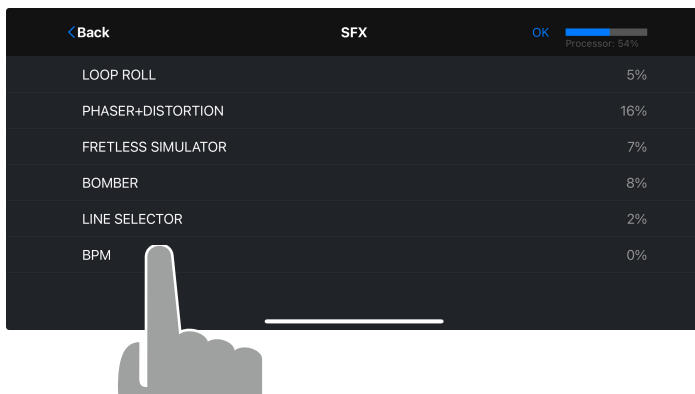 Back SFX OK
Processor: 54%
LOOP ROLL 5%
PHASER+DISTORTION 16%
FRETLESS SIMULATOR 7%
BOMBER 8%
LINE SELECTOR 2%
BPM 0%